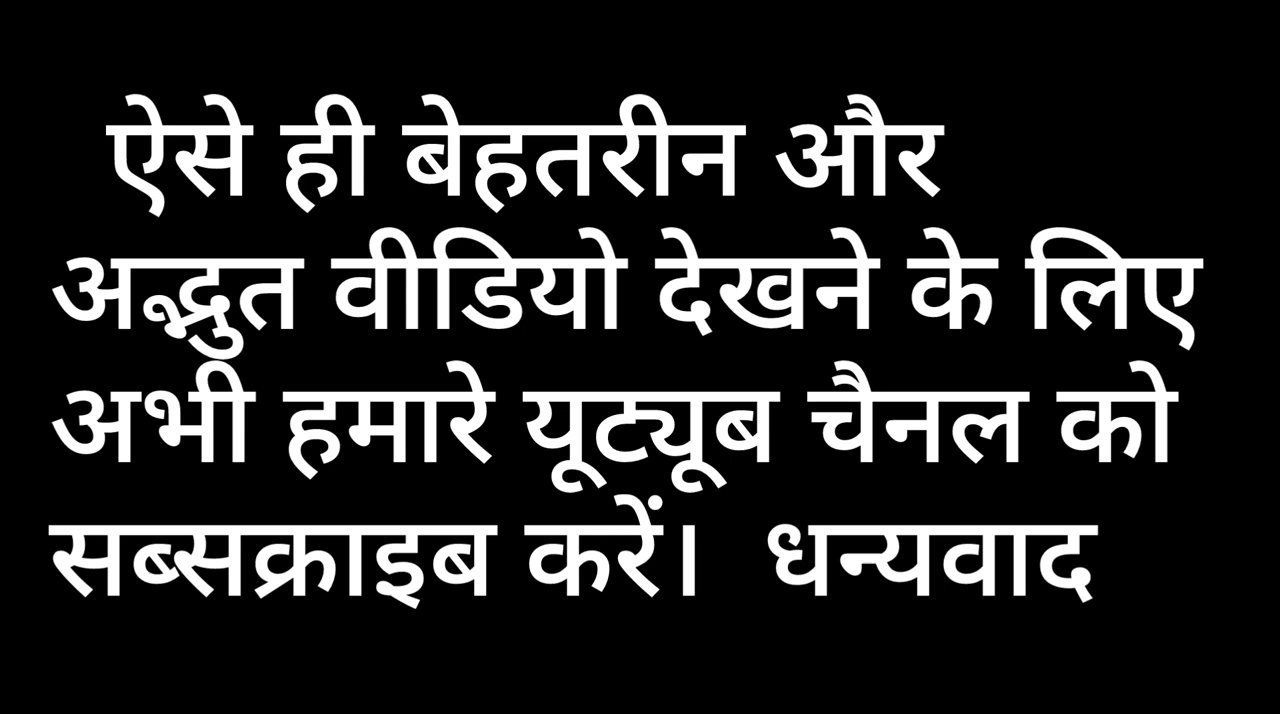 ऐसे ही बेहतरीन और
अद्भुत वीडियो देखने के लिए
अभी हमारे यूट्यूब चैनल को
सब्सक्राइब करें।  धन्यवाद